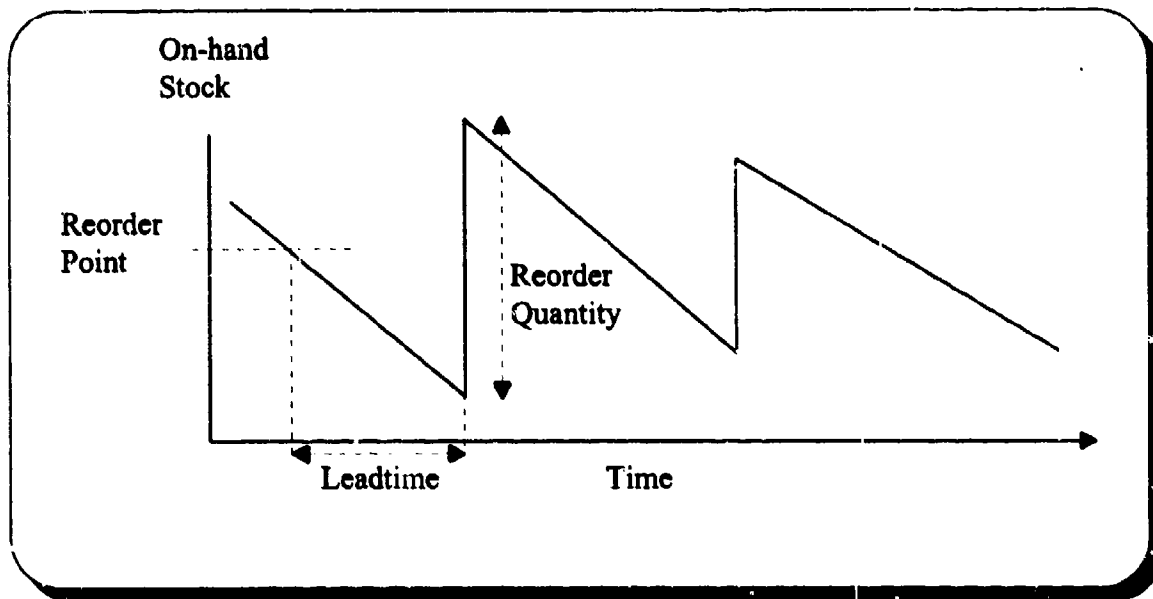 On-hand
Stock
Reorder
Point
Reorder
Quantity
Leadtime
Time